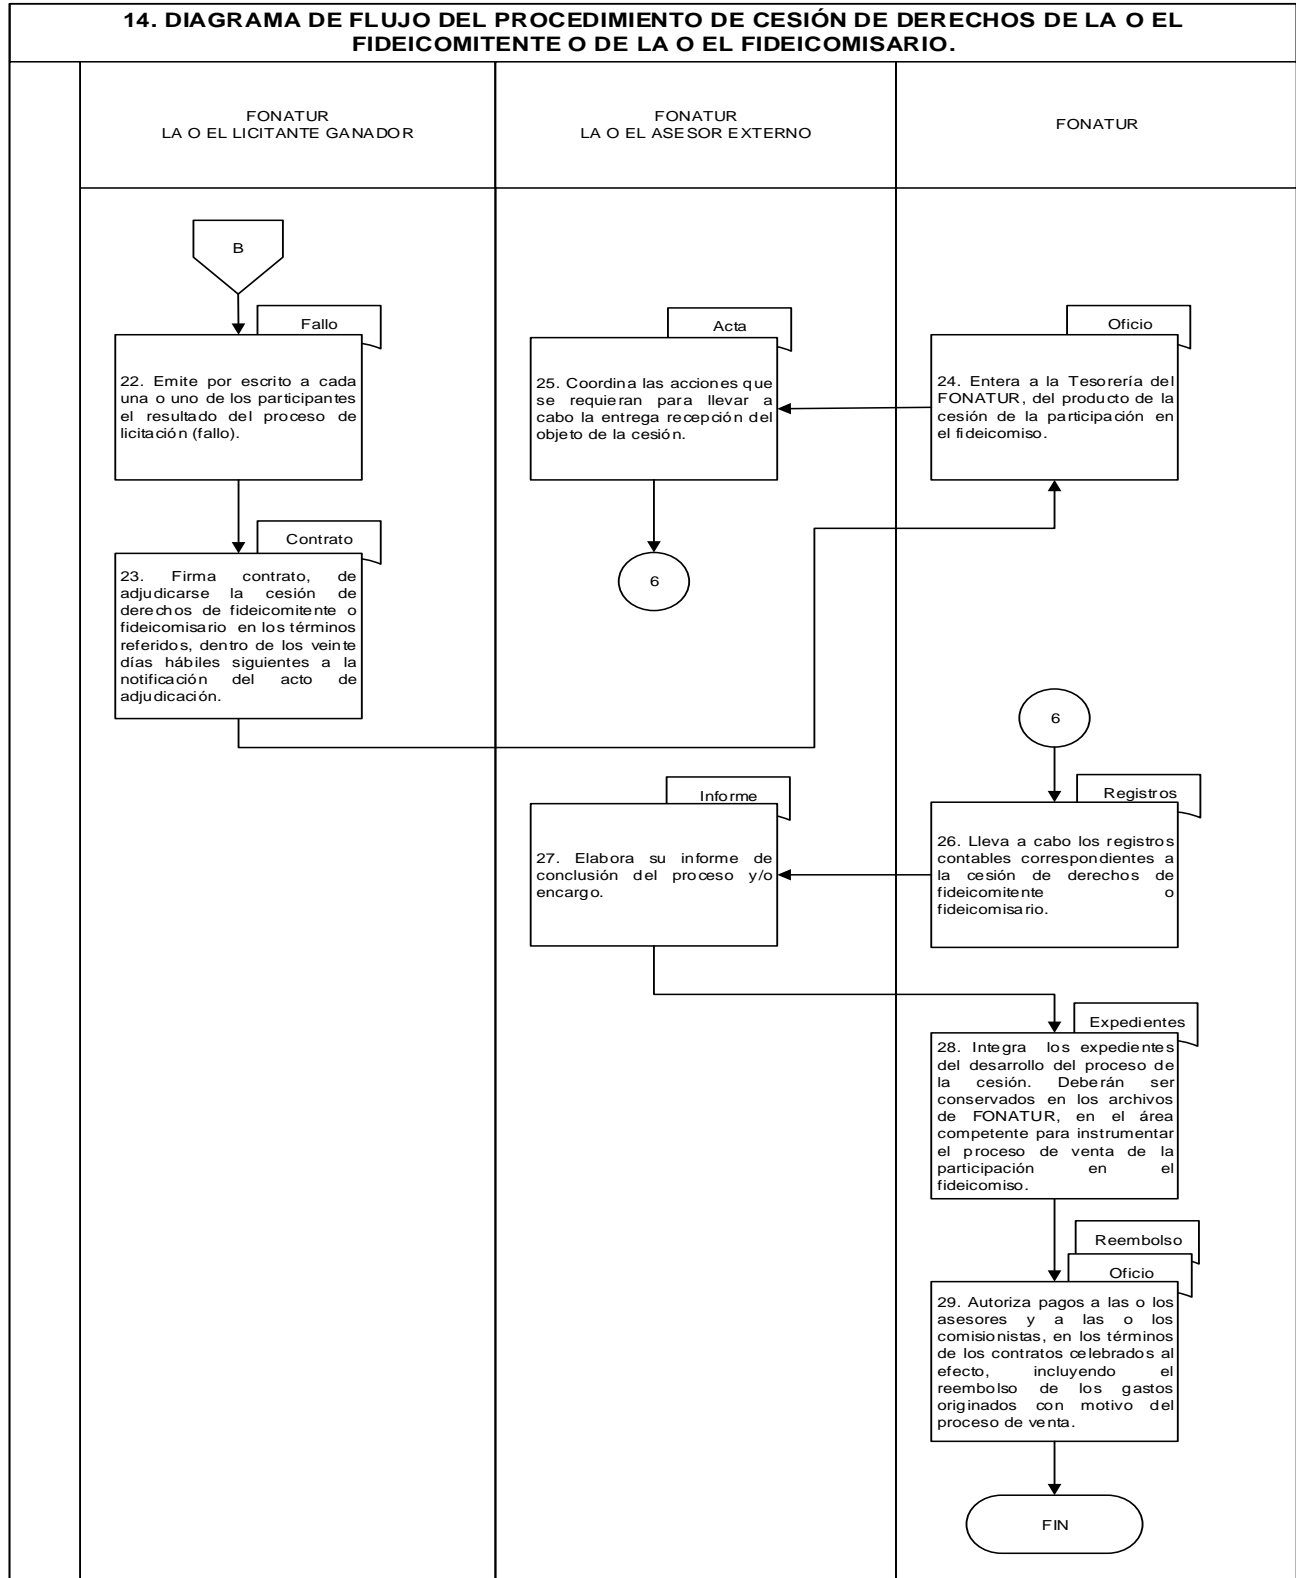 14. DIAGRAMA DE FLUJO DEL PROCEDIMIENTO DE CESIÓN DE DERECHOS DE LA O EL
FIDEICOMITENTE O DE LA O EL FIDEICOMISARIO.
FONATUR
LA O EL LICITANTE GANADOR
FONATUR
LA O EL ASESOR EXTERNO
FONATUR
B
Fallo
22. Emite por escrito a cada
una o uno de los participantes
el resultado del proceso de
licitación (fallo).
Contrato
23. Firma contrato, de
adjudicarse la cesión de
derechos de fideicomitente o
fideicomisario en los términos
referidos, dentro de los veinte
días hábiles siguientes a la
notificación del acto de
adjudicación.
Oficio
24. Entera a la Tesorería del
FONATUR, del producto de la
cesión de la participación en
el fideicomiso.
Acta
25. Coordina las acciones que
se requieran para llevar a
cabo la entrega recepción del
objeto de la cesión.
6
6
Registros
26. Lleva a cabo los registros
contables correspondientes a
la cesión de derechos de
fideicomitente o
fideicomisario.
Informe
27. Elabora su informe de
conclusión del proceso y/o
encargo.
Expedientes
28. Integra los expedientes
del desarrollo del proceso de
la cesión. Deberán ser
conservados en los archivos
de FONATUR, en el área
competente para instrumentar
el proceso de venta de la
participación en el
fideicomiso.
Reembolso
Oficio
29. Autoriza pagos a las o los
asesores y a las o los
comisionistas, en los términos
de los contratos celebrados al
efecto, incluyendo el
reembolso de los gastos
originados con motivo del
proceso de venta.
FIN